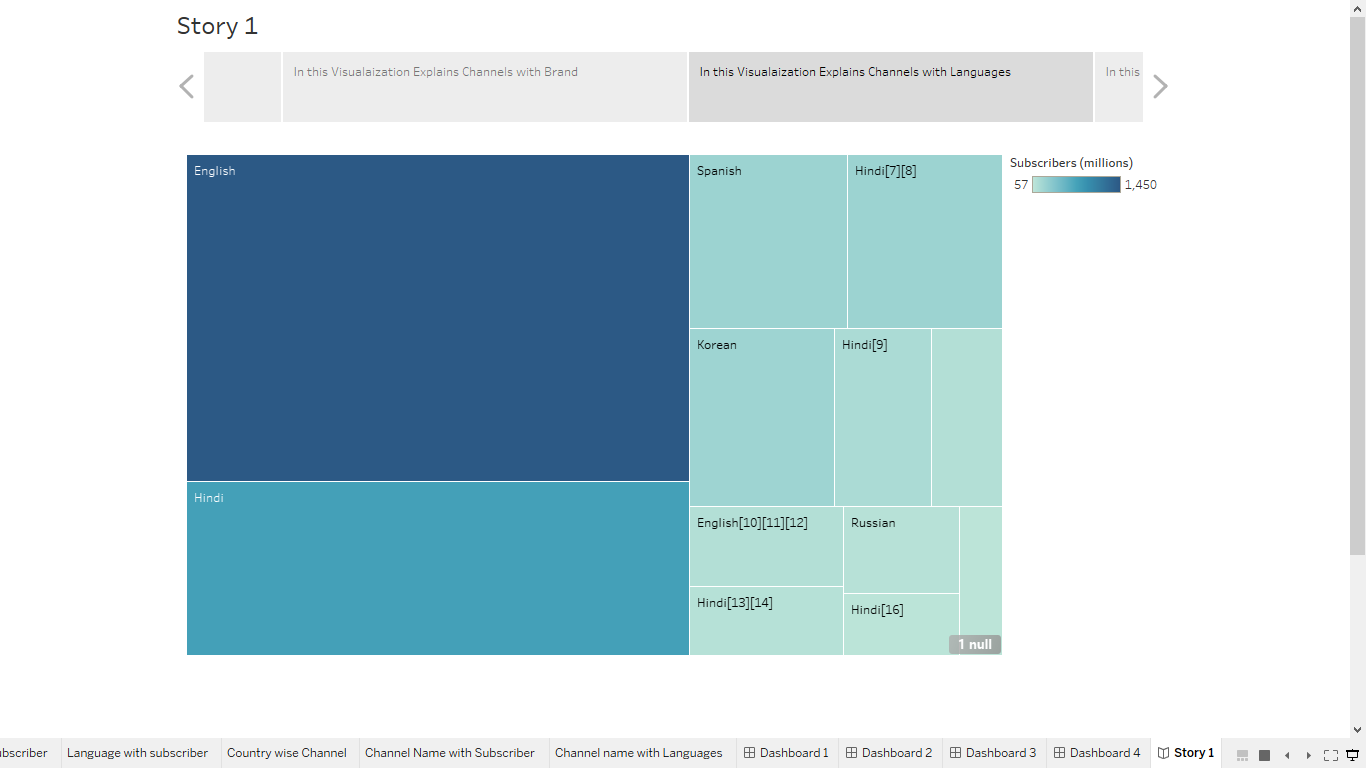 Story 1
In this Visualaization Explains Channels with Brand
In this Visualaization Explains Channels with Languages
In this
English
Spanish
Hindi[7][8]
Subscribers (millions)
57 1,450
Korean
Hindi[9]
Hindi
English[10][11][12]
Russian
Hindi[13][14]
Hindi[16]
1 null
ubscriber Language with subscriber Country wise Channel Channel Name with Subscriber Channel name with Languages Dashboard 1 Dashboard 2 Dashboard 3 Dashboard 4 Story 1